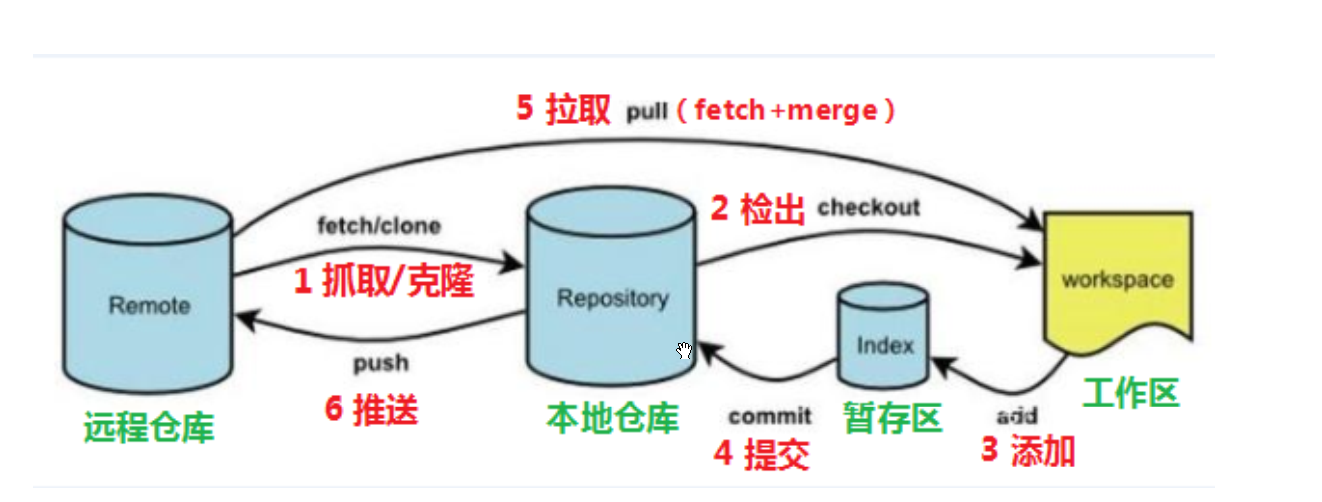 5 拉取 pull（fetch+merge）
fetch/clone
1 抓取/克隆
2 检出 checkout
Remote
Repository
workspace
Index
push
6 推送
远程仓库
本地仓库
commit
4 提交
暂存区
add
3 添加
工作区